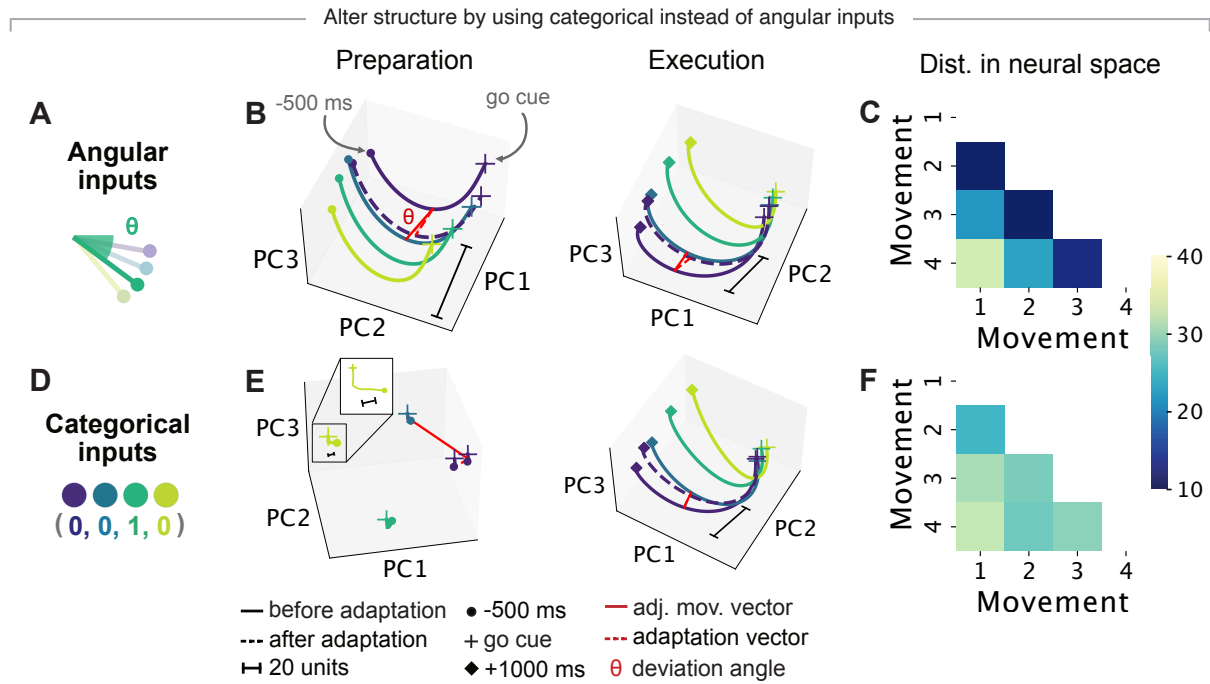 Alter structure by using categorical instead of angular inputs
Preparation
Execution
Dist. in neural space
A
Angular
inputs
θ
B
-500 ms
go cue
θ
PC3
PC2
PC1
PC3
PC1
PC2
C
Movement
1
2
3
4
1 2 3 4
Movement
40
30
20
10
D
Categorical
inputs
(0, 0, 1, 0)
E
PC3
PC2
PC1
PC3
PC1
PC2
F
Movement
1
2
3
4
1 2 3 4
Movement
before adaptation
after adaptation
20 units
-500 ms
go cue
+1000 ms
adj. mov. vector
adaptation vector
θ deviation angle